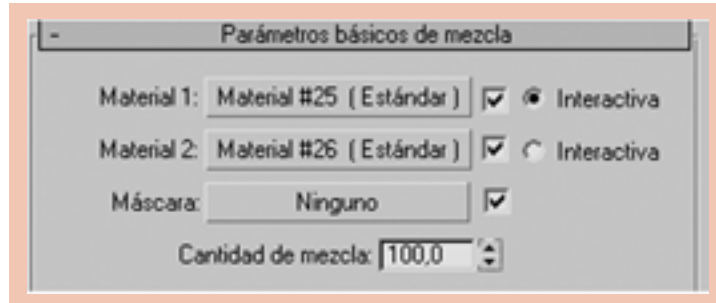 - Parámetros básicos de mezcla
Material 1: Material #25 ( Estándar ) Interactiva
Material 2: Material #26 ( Estándar ) Interactiva
Máscara: Ninguno
Cantidad de mezcla: 100,0